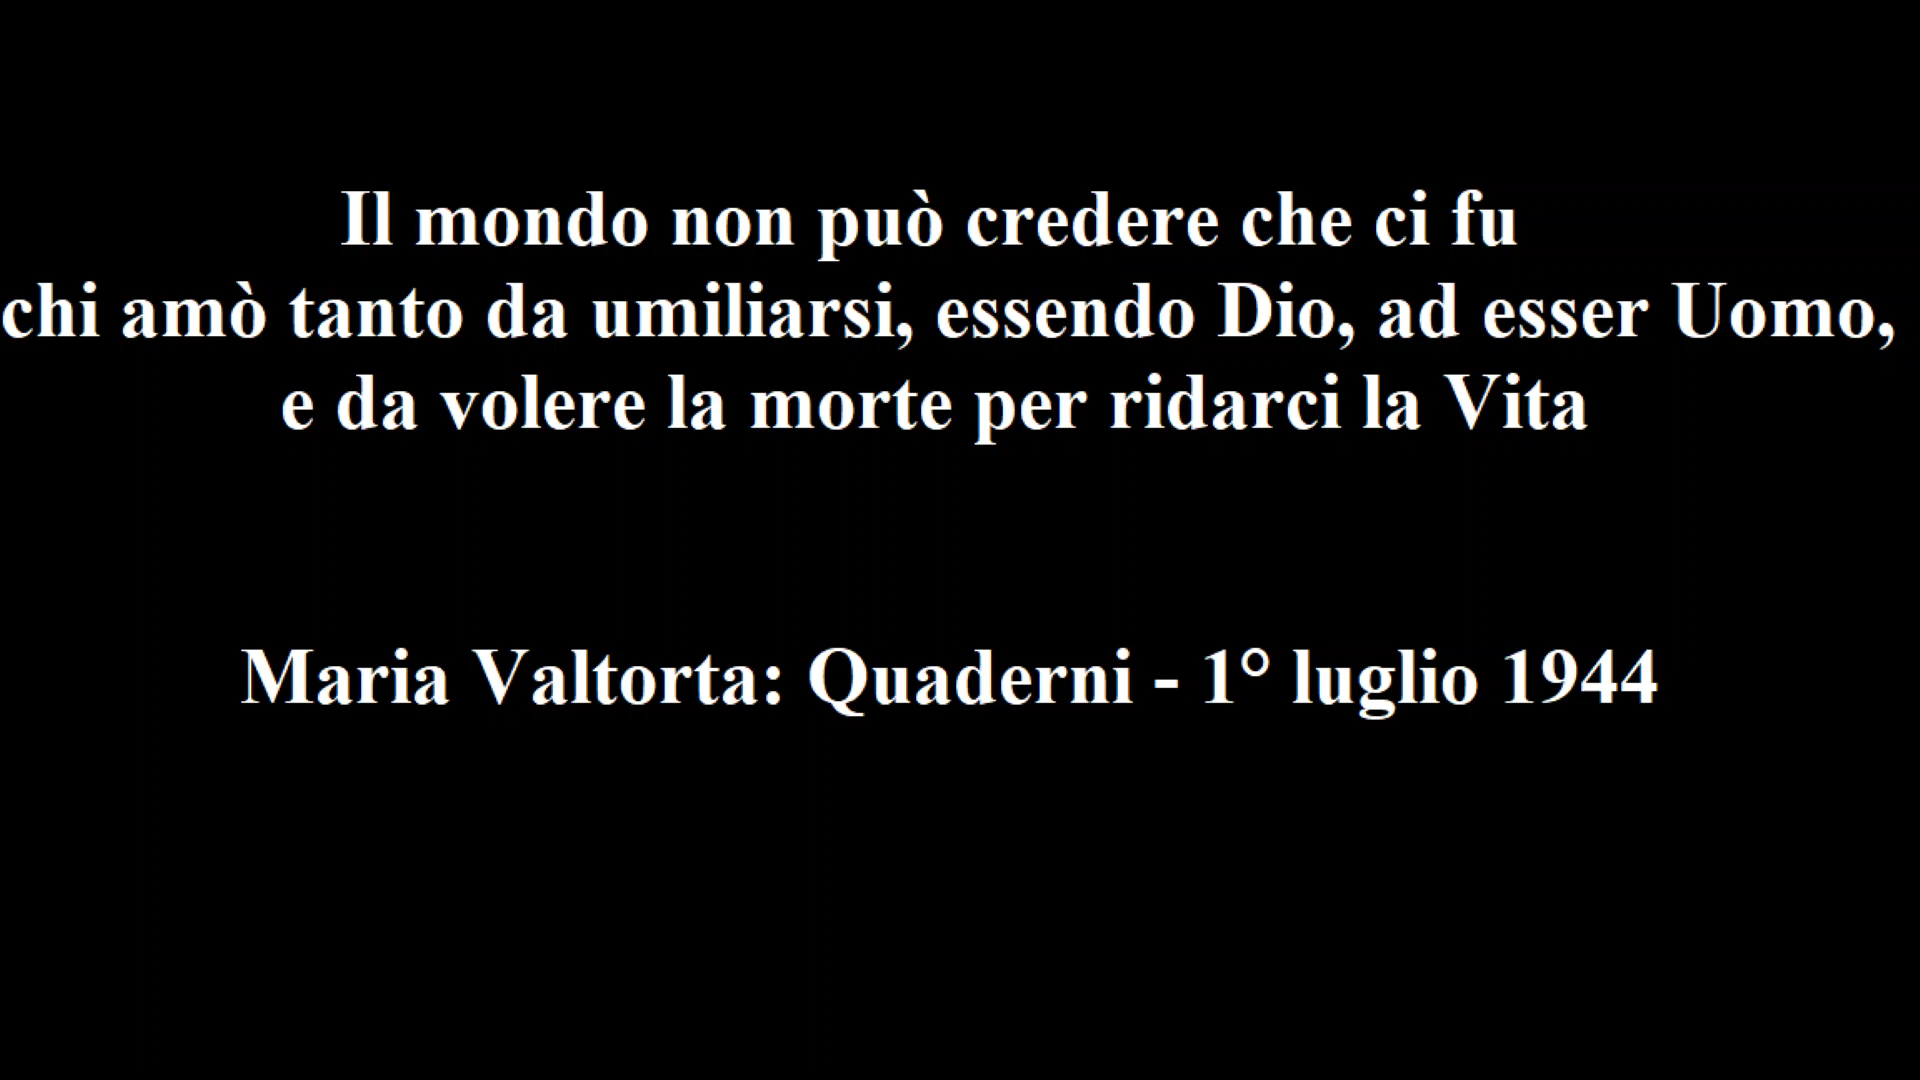 Il mondo non può credere che ci fu
chi amò tanto da umiliarsi, essendo Dio, ad esser Uomo,
e da volere la morte per ridarci la Vita
Maria Valtorta: Quaderni - 1° luglio 1944